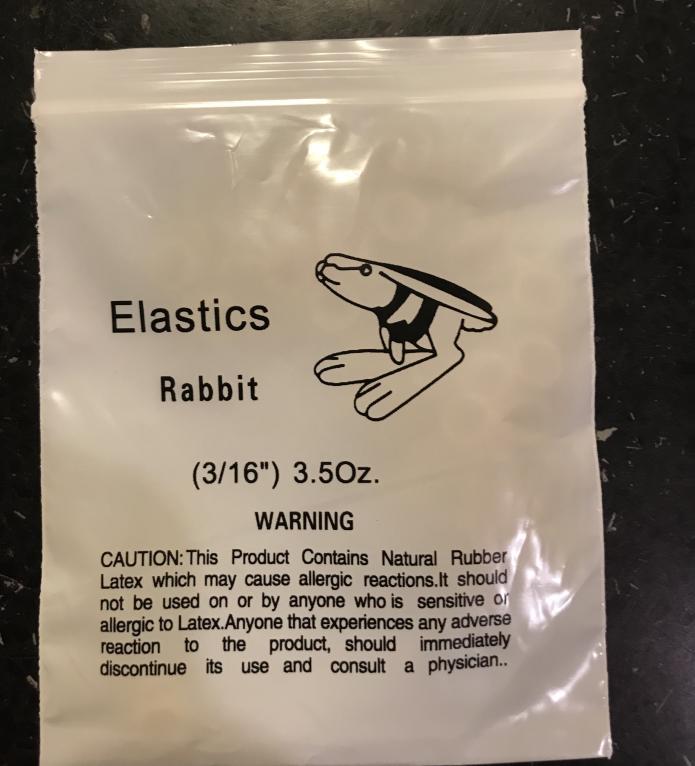 Elastics
Rabbit
(3/16") 3.5Oz.
WARNING
CAUTION: This Product Contains Natural Rubber
Latex which may cause allergic reactions.It should
not be used on or by anyone who is sensitive or
allergic to Latex.Anyone that experiences any adverse
reaction to the product, should immediately
discontinue its use and consult a physician..